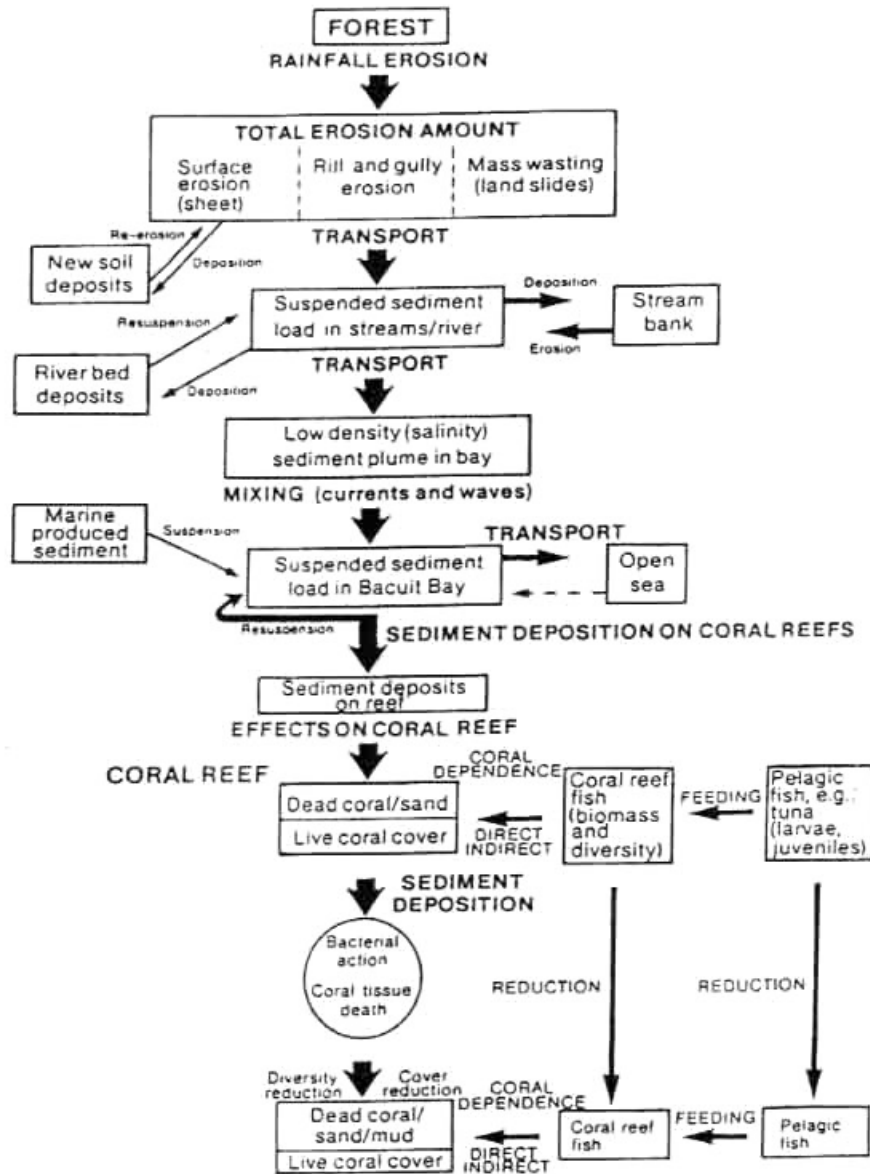 FOREST
RAINFALL EROSION
TOTAL EROSION AMOUNT
Surface
erosion
(sheet)
Rill and gully
erosion
Mass wasting
(land slides)
Re-erosion
TRANSPORT
New soil
deposits
Deposition
Suspended sediment
load in streams/river
Deposition
Stream
bank
Erosion
Resuspension
River bed
deposits
Deposition
TRANSPORT
Low density (salinity)
sediment plume in bay
MIXING (currents and waves)
Marine
produced
sediment
Suspension
TRANSPORT
Suspended sediment
load in Bacuit Bay
Open
sea
Resuspension
SEDIMENT DEPOSITION ON CORAL REEFS
Sediment deposits
on reef
EFFECTS ON CORAL REEF
CORAL REEF
CORAL
DEPENDENCE
Dead coral/sand
Live coral cover
DIRECT
INDIRECT
Coral reef
fish
(biomass
and
diversity)
FEEDING
Pelagic
fish, e.g.:
tuna
(larvae,
juveniles)
SEDIMENT
DEPOSITION
Bacterial
action
Coral tissue
death
REDUCTION
REDUCTION
Diversity
reduction
Cover
reduction
CORAL
DEPENDENCE
Dead coral/
sand/mud
Live coral cover
DIRECT
INDIRECT
Coral reef
fish
FEEDING
Pelagic
fish